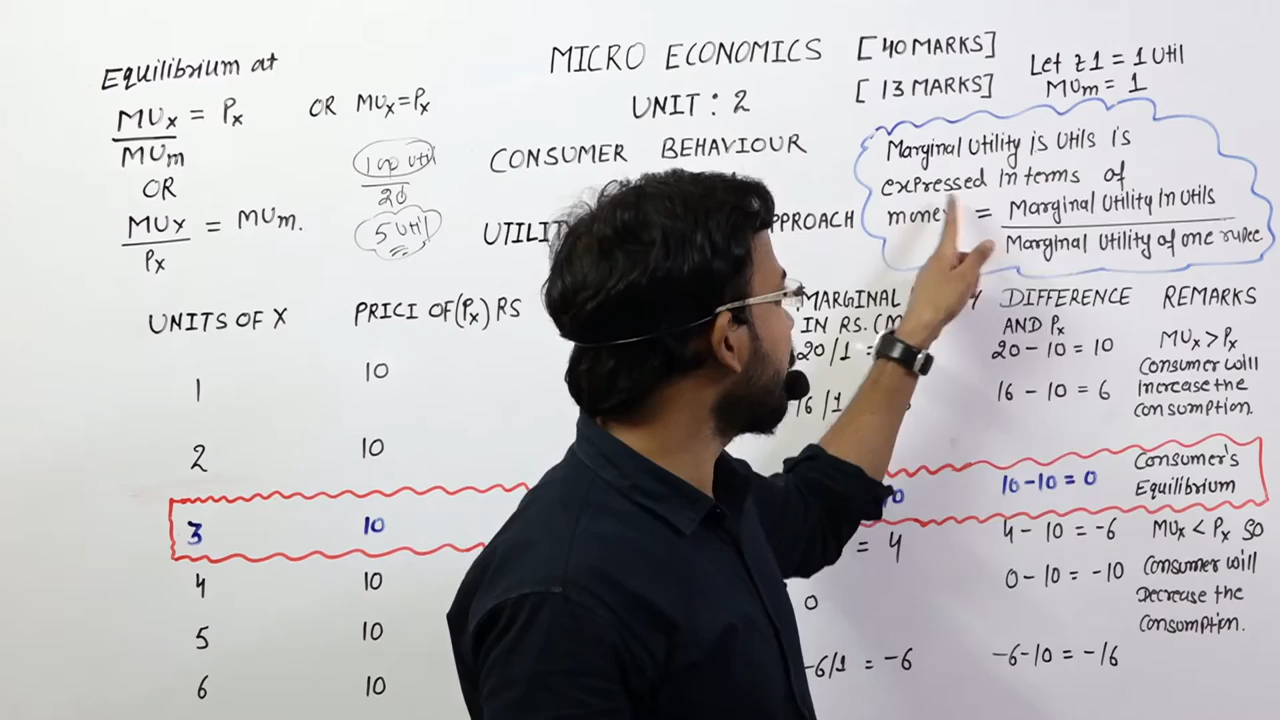 Equilibrium at
MUx = Px OR MUx=Px
MUm
OR
MUx = MUm.
Px
100 util
20
5 Util
MICRO ECONOMICS [40 MARKS]
UNIT : 2 [13 MARKS]
CONSUMER BEHAVIOUR
APPROACH
Let ₹1 = 1 Util
MUm = 1
Marginal Utility is Utils is
expressed In terms of
money = Marginal Utility In Utils
Marginal Utility of one rupee
UNITS OF X PRICE OF (Px) RS MARGINAL DIFFERENCE REMARKS
IN RS. AND Px
1 10 20/1 = 20-10 = 10 MUx > Px
Consumer will
2 10 16/1 16 - 10 = 6 Increase the
consumption.
3 10 10-10 = 0 Consumer's
Equilibrium
4 10 = 4 4 - 10 = -6 MUx < Px so
5 10 0 0-10 = -10 Consumer will
Decrease the
consumption.
6 10 -6/1 = -6 -6-10 = -16